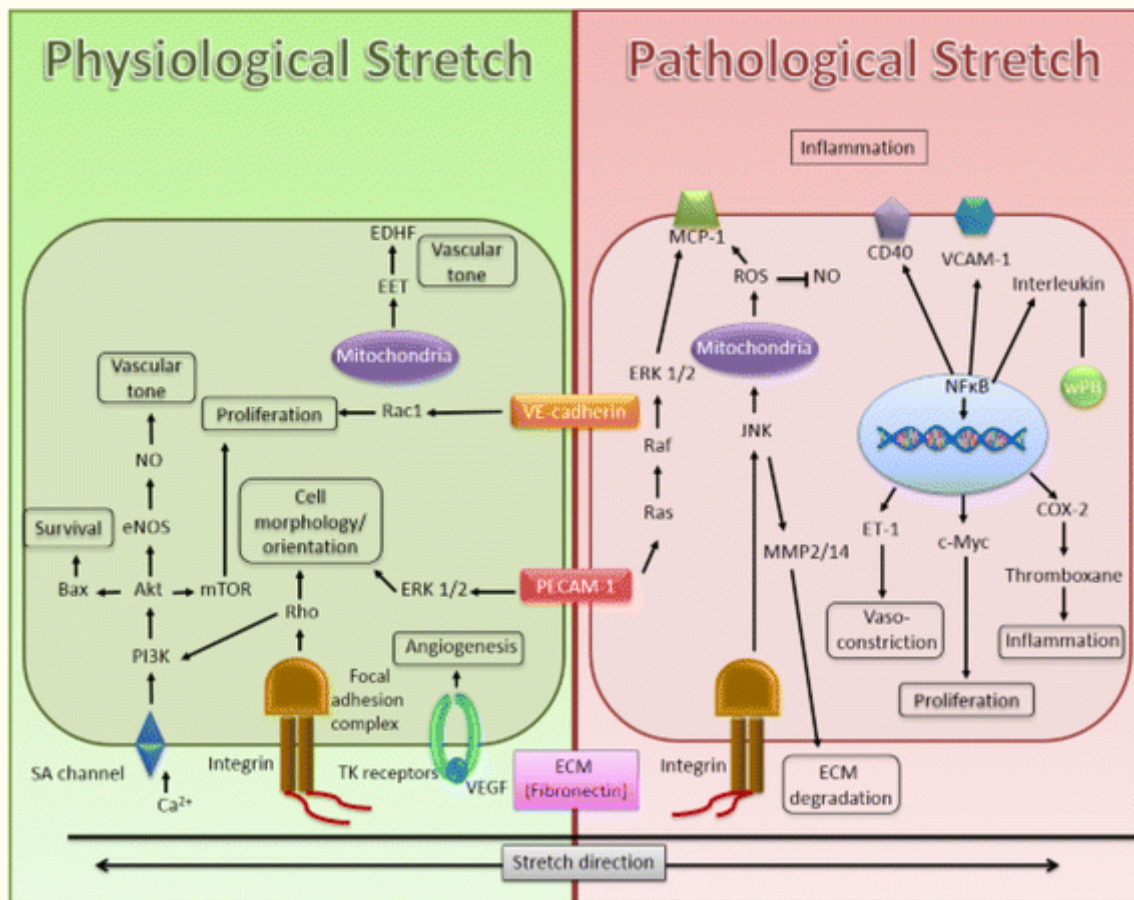 Physiological Stretch
EDHF
Vascular
tone
EET
Mitochondria
Vascular
tone
Proliferation
Rac1
VE-cadherin
NO
Cell
morphology/
orientation
Survival
eNOS
Bax
Akt
mTOR
ERK 1/2
PECAM-1
Rho
Angiogenesis
PI3K
Focal
adhesion
complex
SA channel
Integrin
TK receptors
VEGF
Ca²⁺
ECM
(Fibronectin)
Pathological Stretch
Inflammation
MCP-1
CD40
VCAM-1
ROS
NO
Interleukin
Mitochondria
ERK 1/2
NFκB
wPB
JNK
Raf
Ras
COX-2
ET-1
c-Myc
MMP2/14
Thromboxane
Vaso-
constriction
Inflammation
Proliferation
Integrin
ECM
degradation
Stretch direction